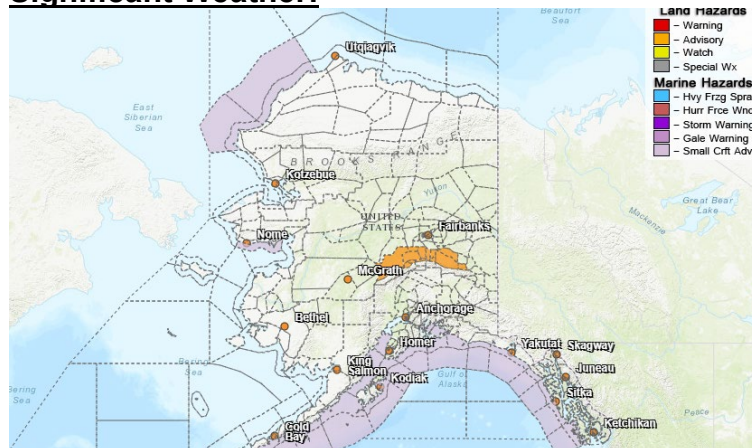 Significant Weather:
Land Hazards
- Warning
- Advisory
- Watch
- Special Wx
Marine Hazards
- Hvy Frzg Spra
- Hurr Frce Wnd
- Storm Warning
- Gale Warning
- Small Crft Adv
Beaufort
Sea
Utqiaġvik
East
Siberian
Sea
BROOKS RANGE
Kotzebue
Yukon
Great Bear
Lake
Mackenzie
UNITED
STATES
Nome
Fairbanks
McGrath
Anchorage
Bethel
Homer
Yakutat
Skagway
King
Salmon
Bering
Sea
Gulf of
Alaska
Juneau
Kodiak
Sitka
Bering
Sea
Peace
Cold
Bay
Ketchikan